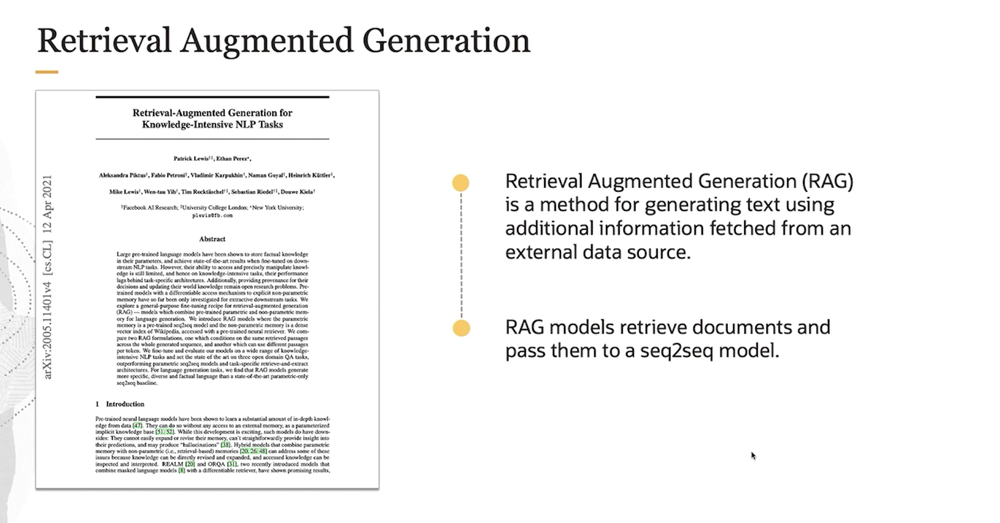 Retrieval Augmented Generation
arXiv:2005.11401v4 [cs.CL] 12 Apr 2021
Retrieval-Augmented Generation for
Knowledge-Intensive NLP Tasks
Patrick Lewis†‡, Ethan Perez⋆,
Aleksandra Piktus†, Fabio Petroni†, Vladimir Karpukhin†, Naman Goyal†, Heinrich Küttler†,
Mike Lewis†, Wen-tau Yih†, Tim Rocktäschel†‡, Sebastian Riedel†‡, Douwe Kiela†
†Facebook AI Research; ‡University College London; ⋆New York University;
plewis@fb.com
Abstract
Large pre-trained language models have been shown to store factual knowledge
in their parameters, and achieve state-of-the-art results when fine-tuned on down-
stream NLP tasks. However, their ability to access and precisely manipulate knowl-
edge is still limited, and hence on knowledge-intensive tasks, their performance
lags behind task-specific architectures. Additionally, providing provenance for their
decisions and updating their world knowledge remain open research problems. Pre-
trained models with a differentiable access mechanism to explicit non-parametric
memory have so far been only investigated for extractive downstream tasks. We
explore a general-purpose fine-tuning recipe for retrieval-augmented generation
(RAG) — models which combine pre-trained parametric and non-parametric mem-
ory for language generation. We introduce RAG models where the parametric
memory is a pre-trained seq2seq model and the non-parametric memory is a dense
vector index of Wikipedia, accessed with a pre-trained neural retriever. We com-
pare two RAG formulations, one which conditions on the same retrieved passages
across the whole generated sequence, and another which can use different passages
per token. We fine-tune and evaluate our models on a wide range of knowledge-
intensive NLP tasks and set the state of the art on three open domain QA tasks,
outperforming parametric seq2seq models and task-specific retrieve-and-extract
architectures. For language generation tasks, we find that RAG models generate
more specific, diverse and factual language than a state-of-the-art parametric-only
seq2seq baseline.
1 Introduction
Pre-trained neural language models have been shown to learn a substantial amount of in-depth knowl-
edge from data [47]. They can do so without any access to an external memory, as a parameterized
implicit knowledge base [51, 52]. While this development is exciting, such models do have down-
sides: They cannot easily expand or revise their memory, can't straightforwardly provide insight into
their predictions, and may produce "hallucinations" [38]. Hybrid models that combine parametric
memory with non-parametric (i.e., retrieval-based) memories [20, 26, 48] can address some of these
issues because knowledge can be directly revised and expanded, and accessed knowledge can be
inspected and interpreted. REALM [20] and ORQA [31], two recently introduced models that
combine masked language models [8] with a differentiable retriever, have shown promising results,
Retrieval Augmented Generation (RAG)
is a method for generating text using
additional information fetched from an
external data source.
RAG models retrieve documents and
pass them to a seq2seq model.